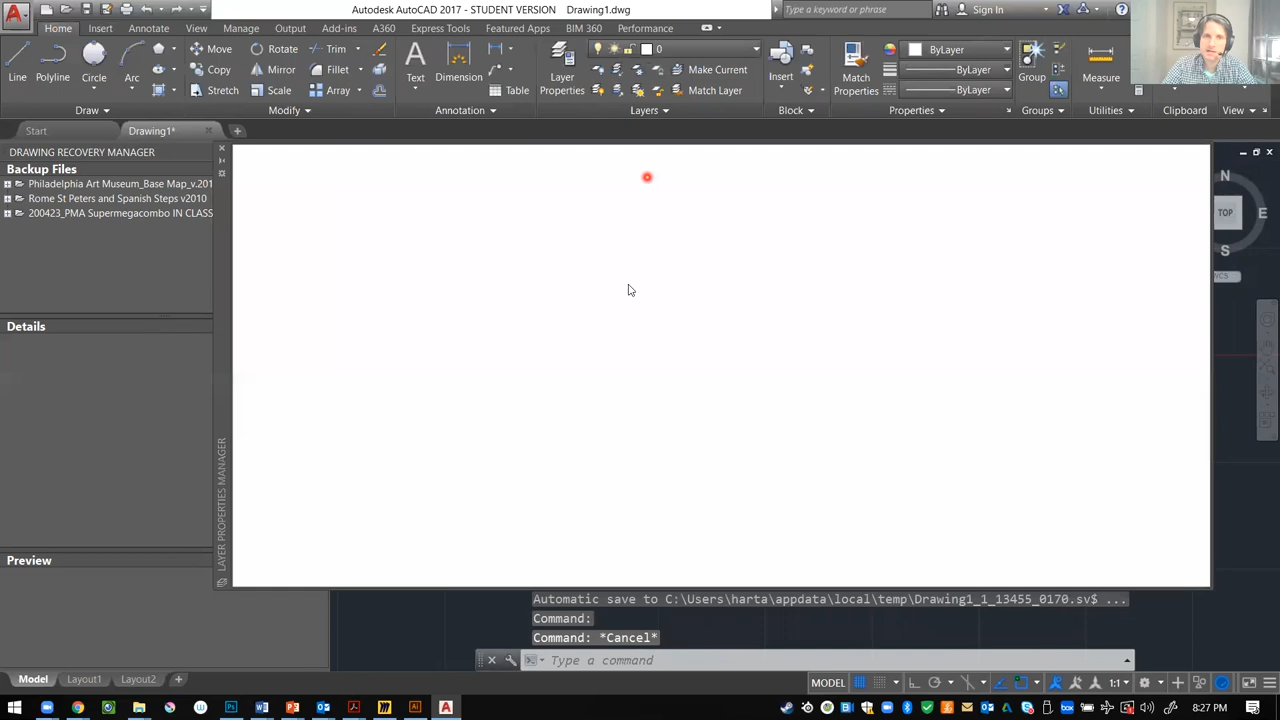 Autodesk AutoCAD 2017 - STUDENT VERSION Drawing1.dwg
Type a keyword or phrase
Sign In
Home Insert Annotate View Manage Output Add-ins A360 Express Tools Featured Apps BIM 360 Performance
Line Polyline Circle Arc
Move Rotate Trim
Copy Mirror Fillet
Stretch Scale Array
Text Dimension
Table
Layer
Properties
0
Make Current
Match Layer
Insert
Match
Properties
ByLayer
ByLayer
ByLayer
Group
Measure
Draw Modify Annotation Layers Block Properties Groups Utilities Clipboard View
Start Drawing1*
DRAWING RECOVERY MANAGER
Backup Files
Philadelphia Art Museum_Base Map_v.201
Rome St Peters and Spanish Steps v2010
200423_PMA Supermegacombo IN CLASS
Details
Preview
LAYER PROPERTIES MANAGER
N
TOP
E
S
WCS
Automatic save to C:\Users\harta\appdata\local\temp\Drawing1_1_13455_0170.sv$ ...
Command:
Command: *Cancel*
Type a command
Model Layout1 Layout2
MODEL
1:1
8:27 PM